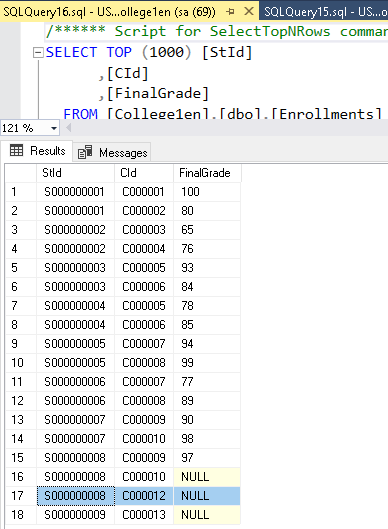 SQLQuery16.sql - US...ollege1en (sa (69))* SQLQuery15.sql - US...o
/****** Script for SelectTopNRows comman
SELECT TOP (1000) [StId]
,[CId]
,[FinalGrade]
FROM [College1en].[dbo].[Enrollments]
121 %
Results Messages
StId CId FinalGrade
1 S000000001 C000001 100
2 S000000001 C000002 80
3 S000000002 C000003 65
4 S000000002 C000004 76
5 S000000003 C000005 93
6 S000000003 C000006 84
7 S000000004 C000005 78
8 S000000004 C000006 85
9 S000000005 C000007 94
10 S000000005 C000008 99
11 S000000006 C000007 77
12 S000000006 C000008 89
13 S000000007 C000009 90
14 S000000007 C000010 98
15 S000000008 C000009 97
16 S000000008 C000010 NULL
17 S000000008 C000012 NULL
18 S000000009 C000013 NULL